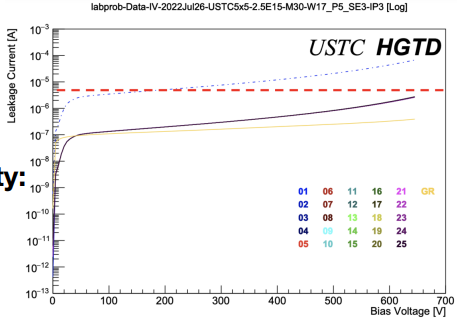 labprob-Data-IV-2022Jul26-USTC5x5-2.5E15-M30-W17_P5_SE3-IP3 [Log]
USTC HGTD
Leakage Current [A]
10⁻³
10⁻⁴
10⁻⁵
10⁻⁶
10⁻⁷
10⁻⁸
10⁻⁹
10⁻¹⁰
10⁻¹¹
10⁻¹²
10⁻¹³
ty:
01 06 11 16 21 GR
02 07 12 17 22
03 08 13 18 23
04 09 14 19 24
05 10 15 20 25
0 100 200 300 400 500 600 700
Bias Voltage [V]